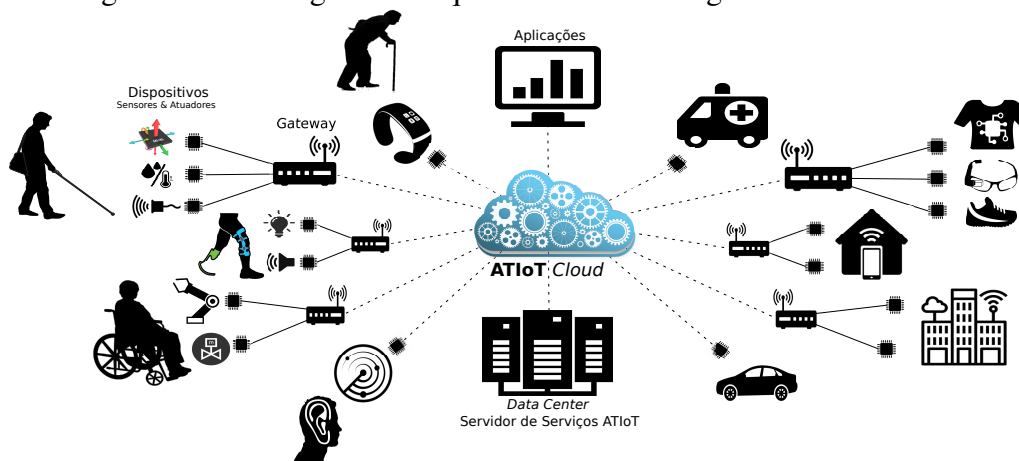 Aplicações
Dispositivos
Sensores & Atuadores
Gateway
ATIoT Cloud
Data Center
Servidor de Serviços ATIoT